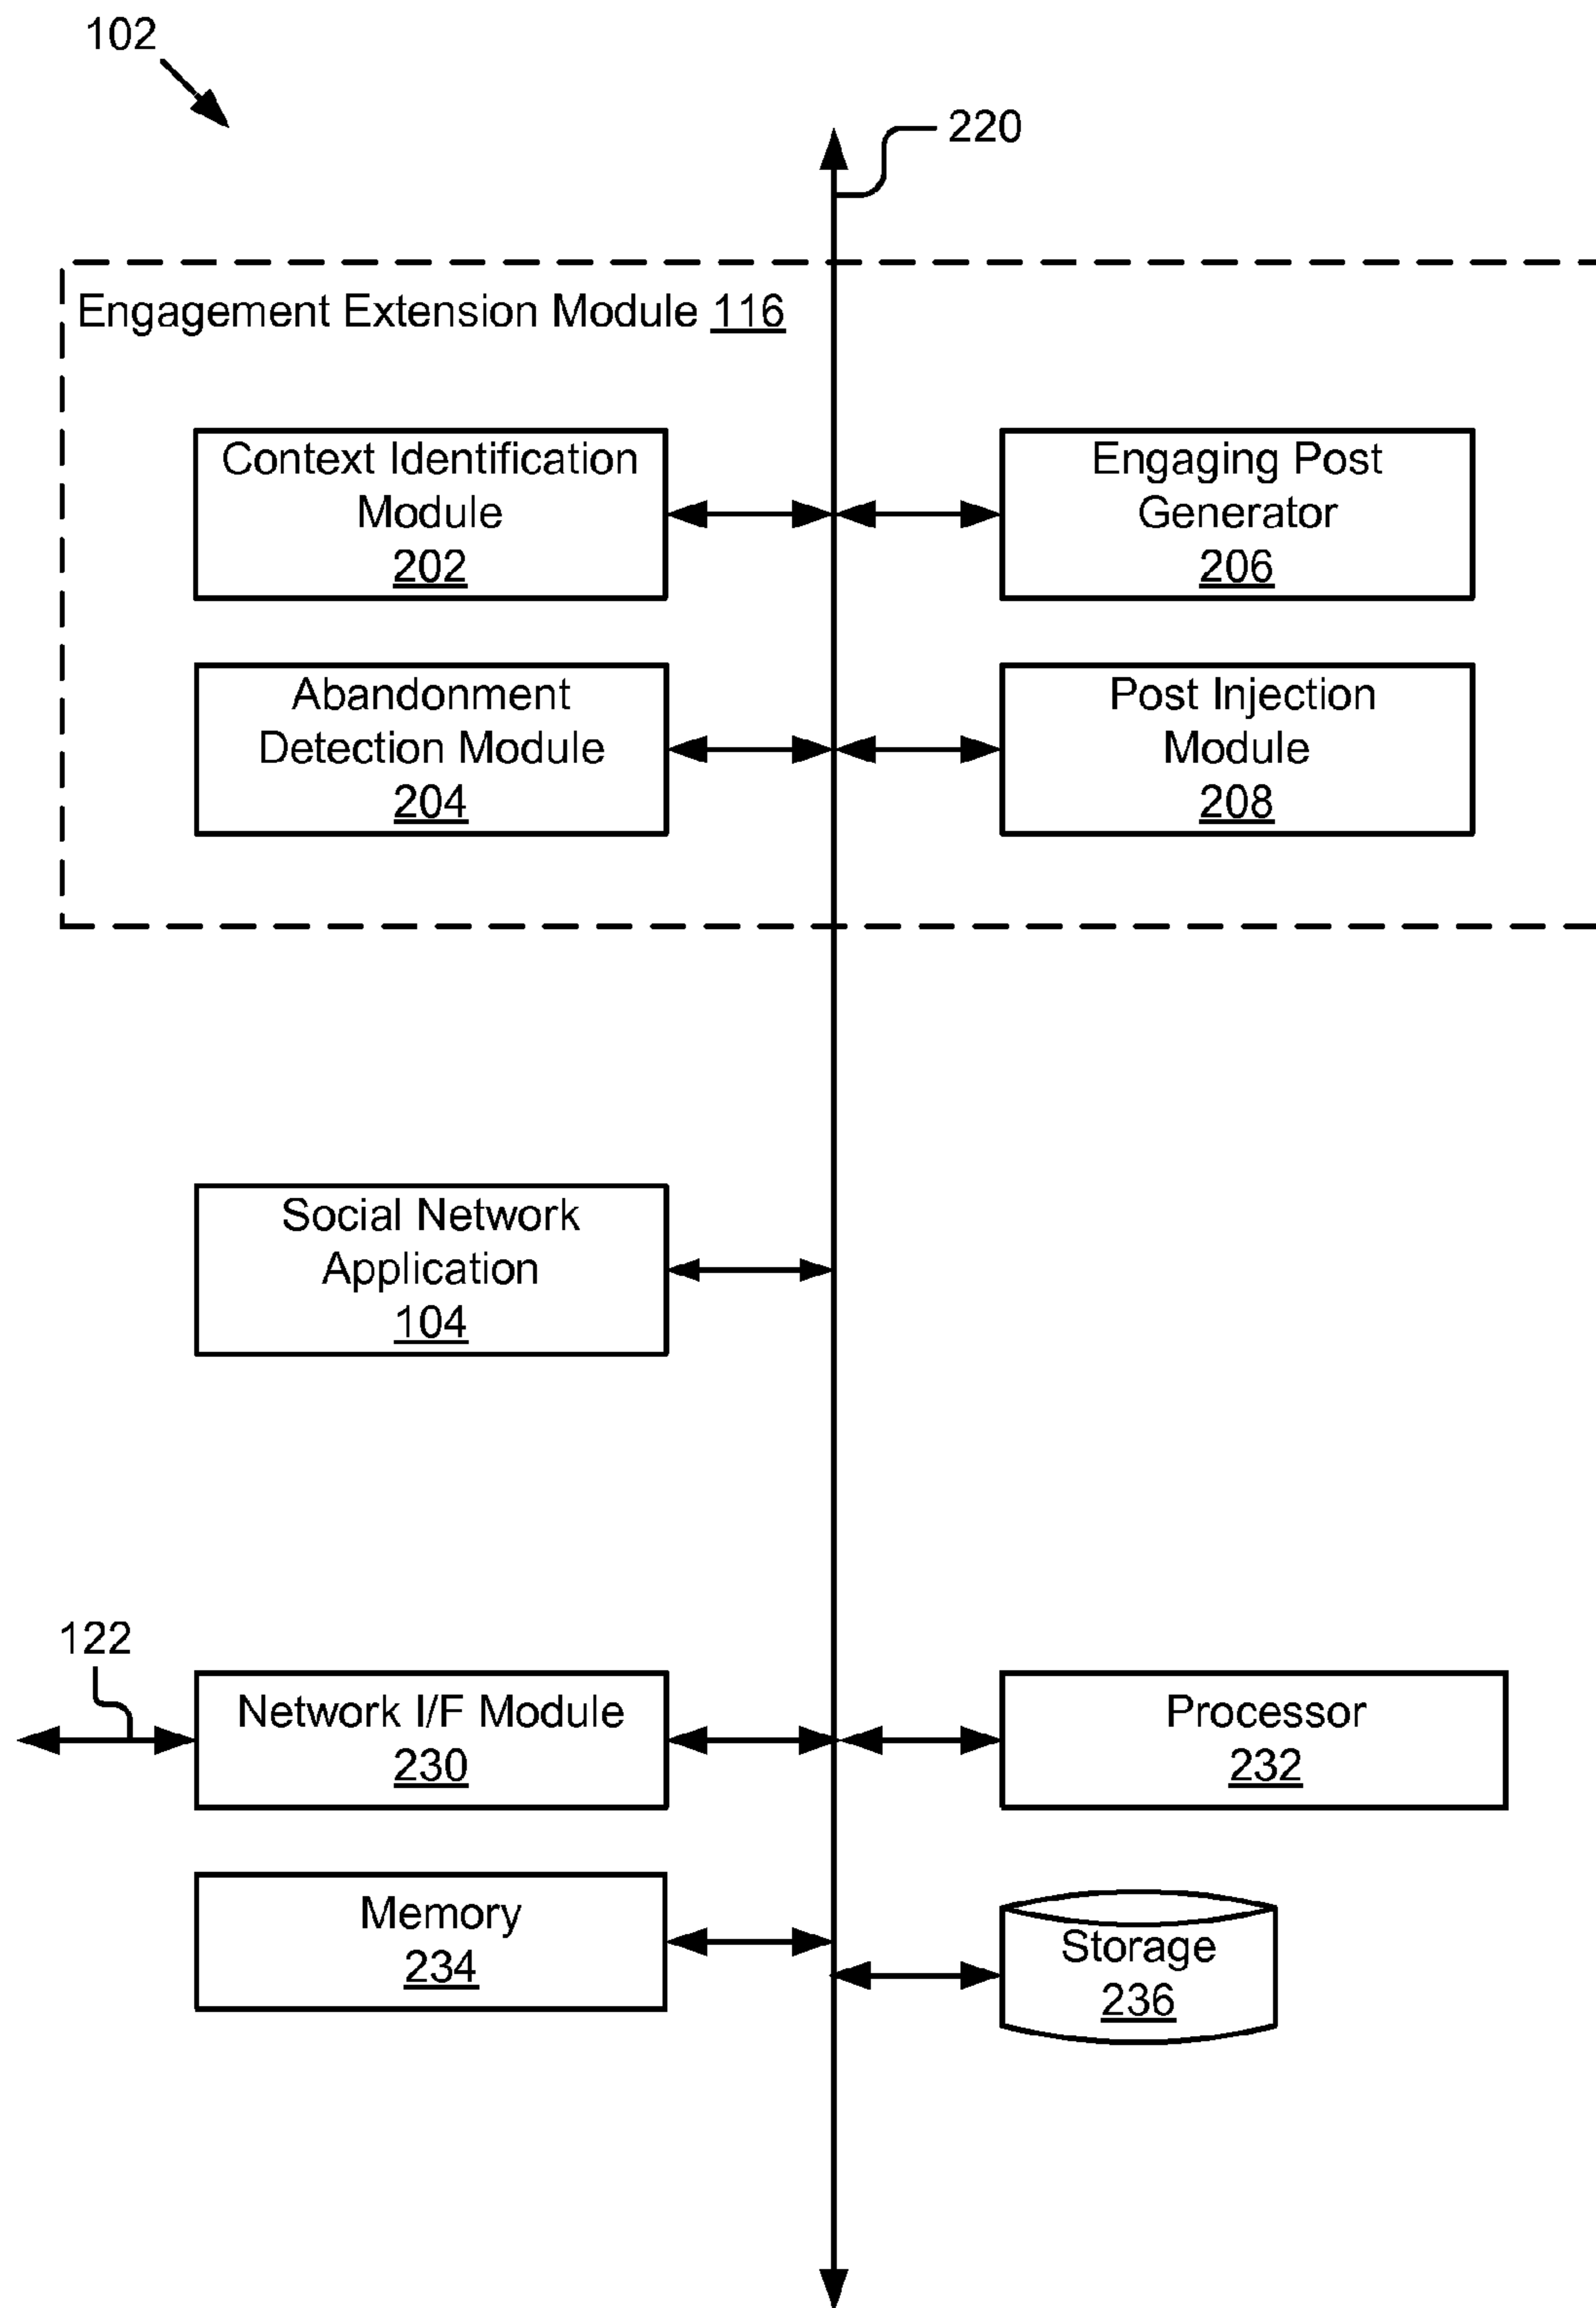 102
220
Engagement Extension Module 116
Context Identification
Module
202
Engaging Post
Generator
206
Abandonment
Detection Module
204
Post Injection
Module
208
Social Network
Application
104
122
Network I/F Module
230
Processor
232
Memory
234
Storage
236